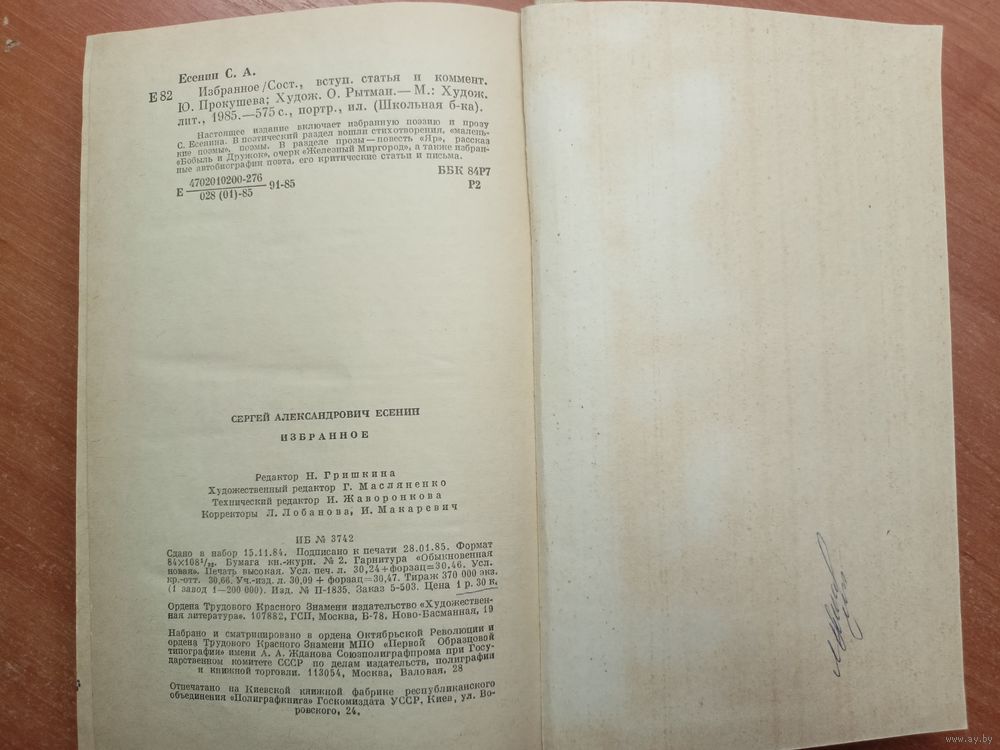 Есенин С. А.
Е 82 Избранное/Сост., вступ. статья и коммент.
Ю. Прокушева; Худож. О. Рытман.— М.: Худож.
лит., 1985.—575 с., портр., ил. (Школьная б-ка).
Настоящее издание включает избранную поэзию и прозу
С. Есенина. В поэтический раздел вошли стихотворения, «малень-
кие поэмы», поэмы. В разделе прозы—повесть «Яр», рассказ
«Бобыль и Дружок», очерк «Железный Миргород», а также избран-
ные автобиографии поэта, его критические статьи и письма.
Е 4702010200-276 / 028 (01)-85 91-85
ББК 84Р7
Р2
СЕРГЕЙ АЛЕКСАНДРОВИЧ ЕСЕНИН
ИЗБРАННОЕ
Редактор Н. Гришкина
Художественный редактор Г. Масляненко
Технический редактор И. Жаворонкова
Корректоры Л. Лобанова, И. Макаревич
ИБ № 3742
Сдано в набор 15.11.84. Подписано к печати 28.01.85. Формат
84×108¹/₃₂. Бумага кн.-журн. № 2. Гарнитура «Обыкновенная
новая». Печать высокая. Усл. печ. л. 30,24+форзац=30,46. Усл.
кр.-отт. 30,66. Уч.-изд. л. 30,09 + форзац=30,47. Тираж 370 000 экз.
(1 завод 1—200 000). Изд. № П-1835. Заказ 5-503. Цена 1 р. 30 к.
Ордена Трудового Красного Знамени издательство «Художествен-
ная литература». 107882, ГСП, Москва, Б-78, Ново-Басманная, 19
Набрано и сматрицировано в ордена Октябрьской Революции и
ордена Трудового Красного Знамени МПО «Первой Образцовой
типографии» имени А. А. Жданова Союзполиграфпрома при Госу-
дарственном комитете СССР по делам издательств, полиграфии
и книжной торговли. 113054, Москва, Валовая, 28
Отпечатано на Киевской книжной фабрике республиканского
объединения «Полиграфкнига» Госкомиздата УССР, Киев, ул. Во-
ровского, 24.
ay.by